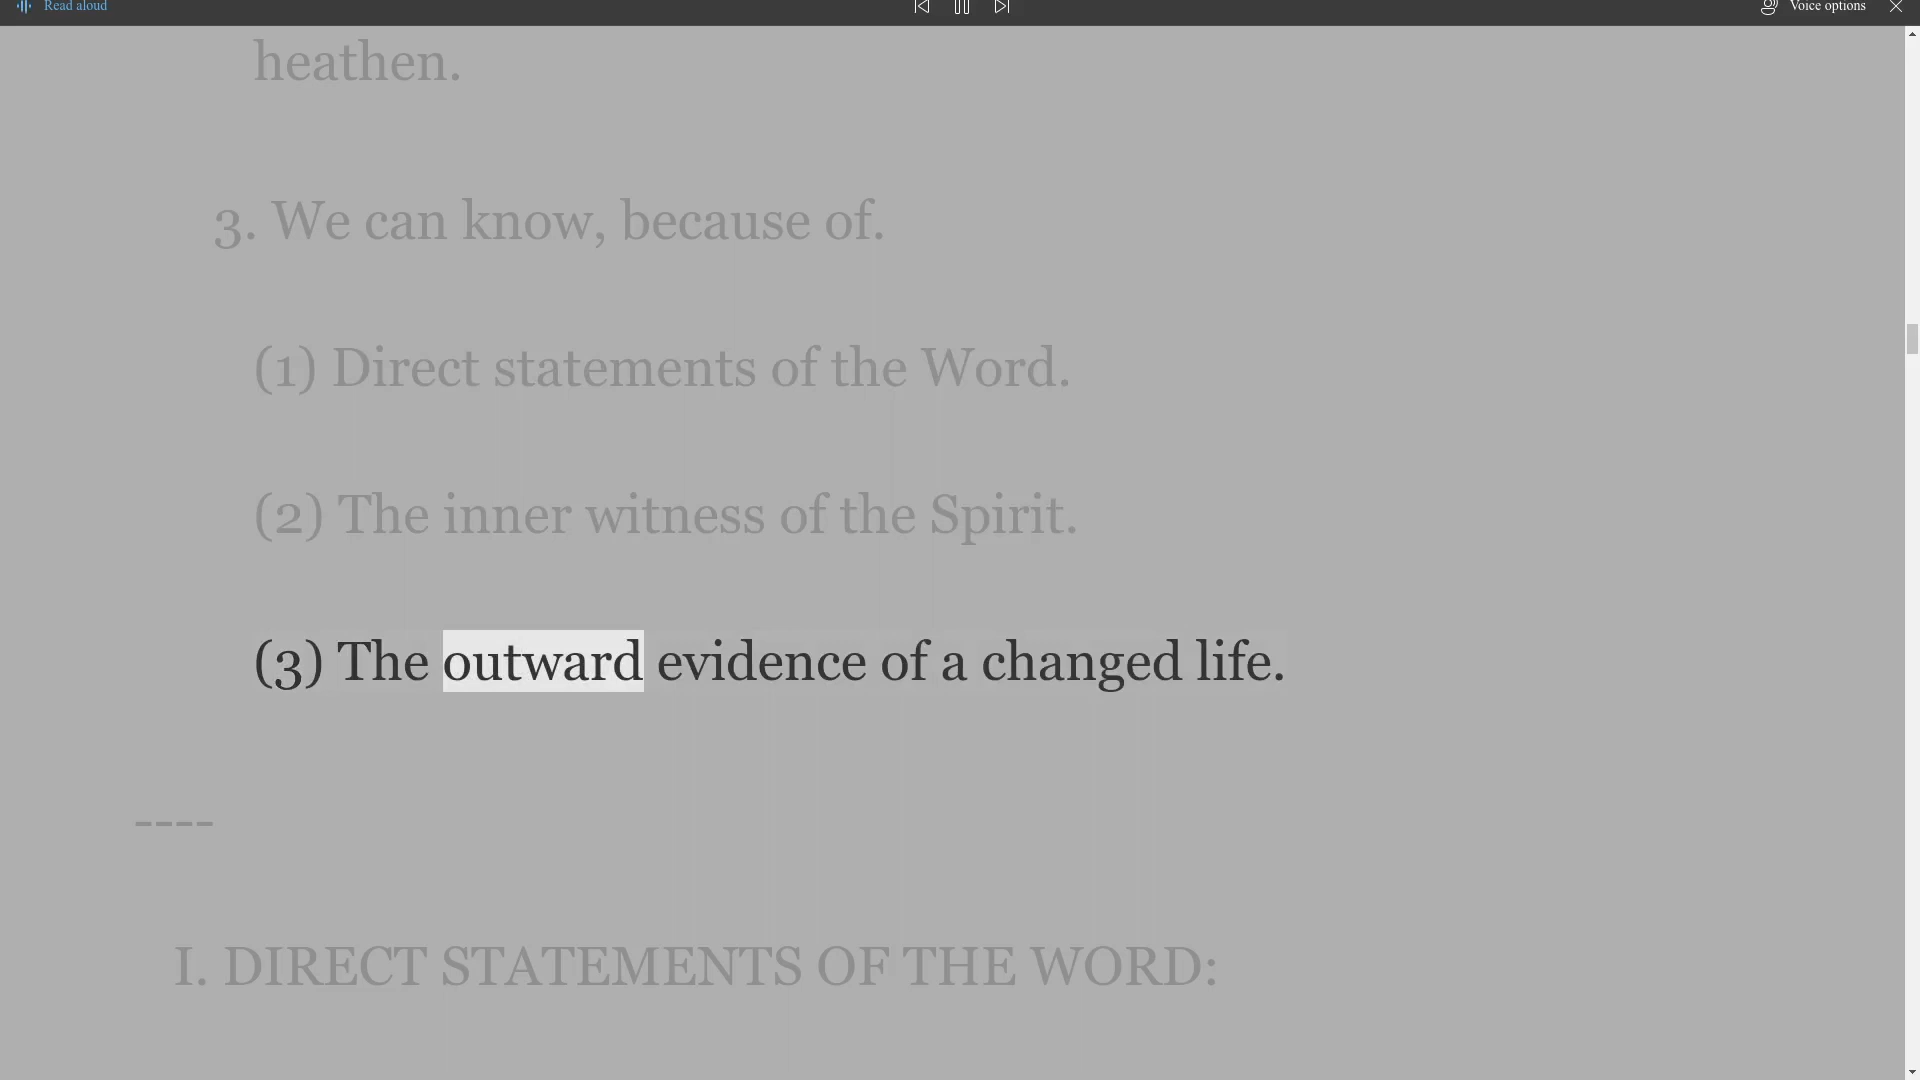 Read aloud
Voice options
heathen.
3. We can know, because of.
(1) Direct statements of the Word.
(2) The inner witness of the Spirit.
(3) The outward evidence of a changed life.
----
I. DIRECT STATEMENTS OF THE WORD: